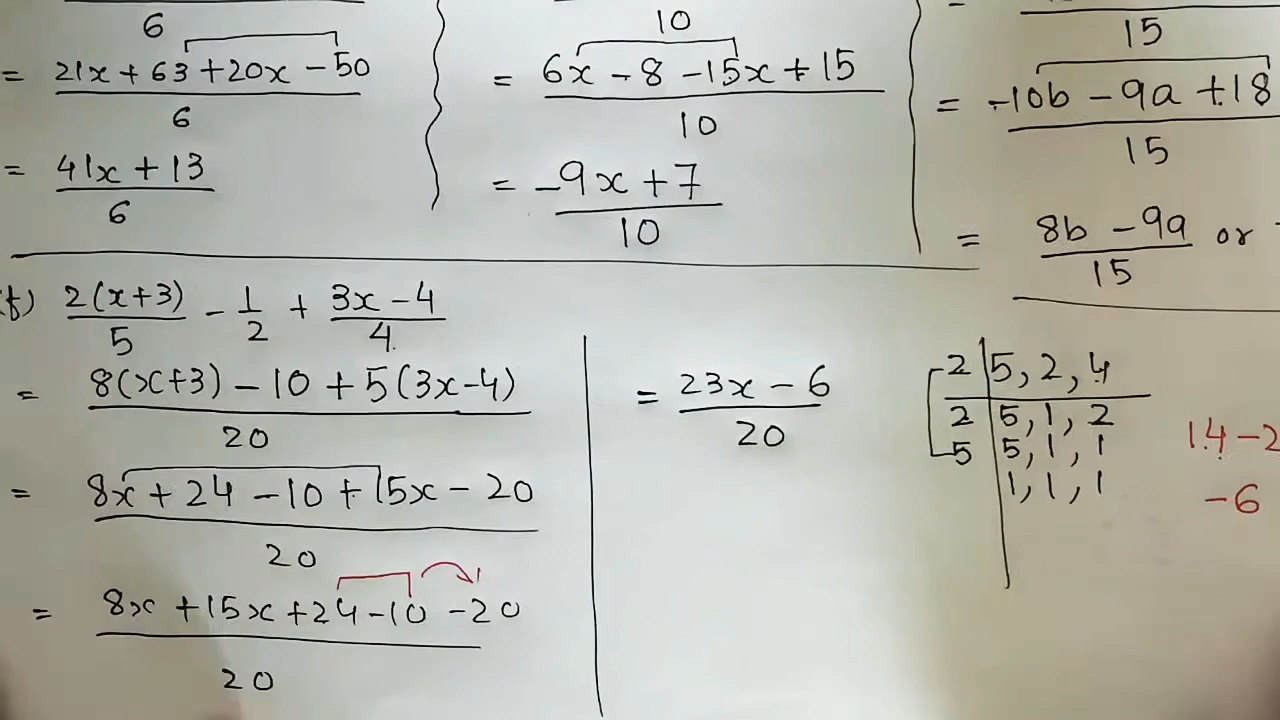 6
= 21x + 63 + 20x - 50
6
= 41x + 13
6
10
= 6x - 8 - 15x + 15
10
= -9x + 7
10
15
= -10b - 9a + 18
15
= 8b - 9a or
15
f) 2(x+3) - 1 + 3x - 4
5 2 4
= 8(x+3) - 10 + 5(3x-4)
20
= 8x + 24 - 10 + 15x - 20
20
= 8x + 15x + 24 - 10 - 20
20
= 23x - 6
20
2 5, 2, 4
2 5, 1, 2
5 5, 1, 1
1, 1, 1
14 - 2
-6